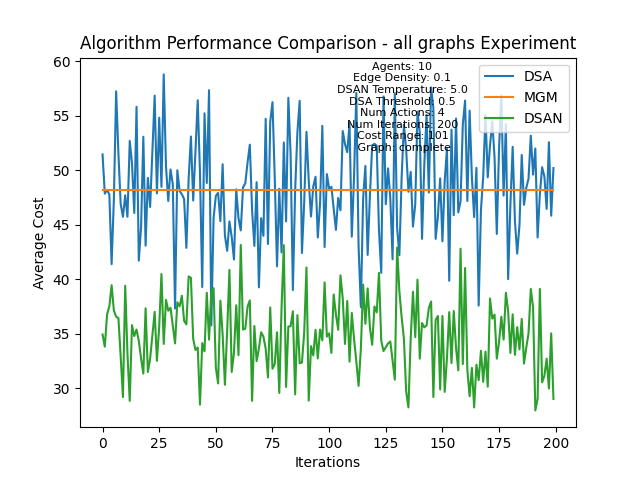 Algorithm Performance Comparison - all graphs Experiment
Agents: 10
Edge Density: 0.1
DSAN Temperature: 5.0
DSA Threshold: 0.5
Num Actions: 4
Num Iterations: 200
Cost Range: 101
Graph: complete
DSA
MGM
DSAN
60
55
50
45
40
35
30
Average Cost
0 25 50 75 100 125 150 175 200
Iterations